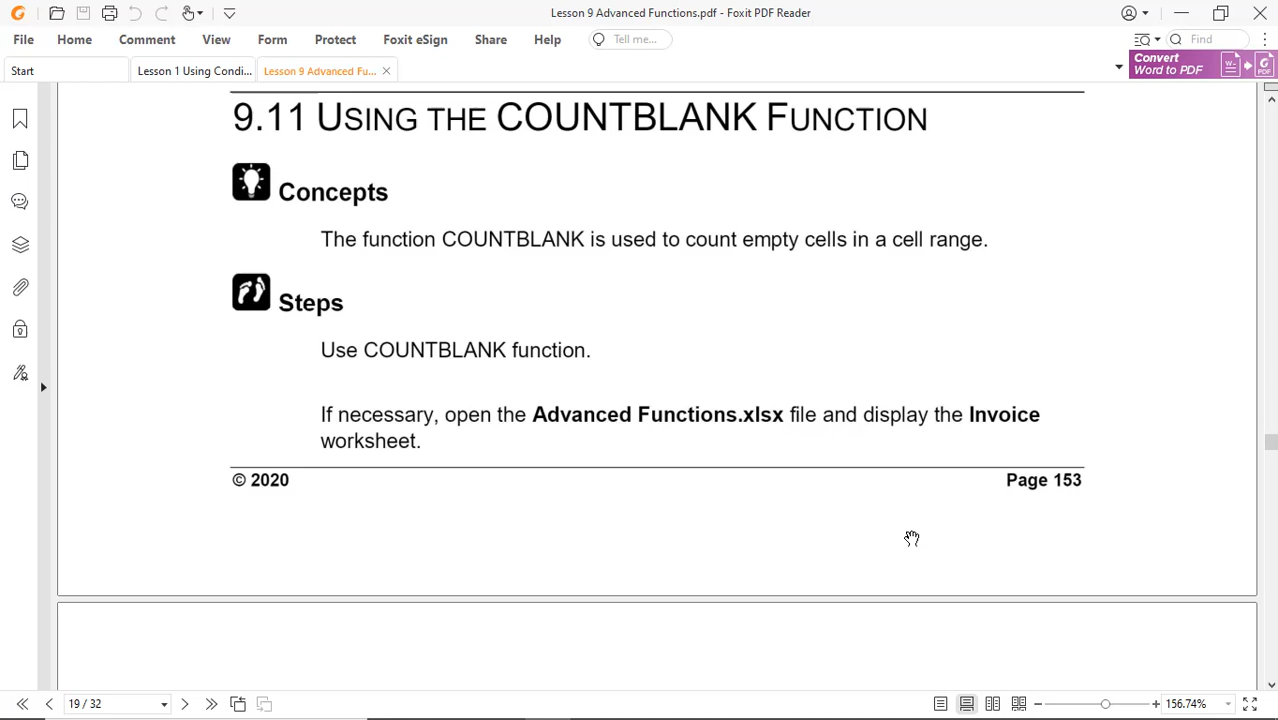 Lesson 9 Advanced Functions.pdf - Foxit PDF Reader
File Home Comment View Form Protect Foxit eSign Share Help Tell me... Find
Start Lesson 1 Using Condi... Lesson 9 Advanced Fu... Convert Word to PDF
9.11 USING THE COUNTBLANK FUNCTION
Concepts
The function COUNTBLANK is used to count empty cells in a cell range.
Steps
Use COUNTBLANK function.
If necessary, open the Advanced Functions.xlsx file and display the Invoice
worksheet.
© 2020 Page 153
19 / 32 156.74%